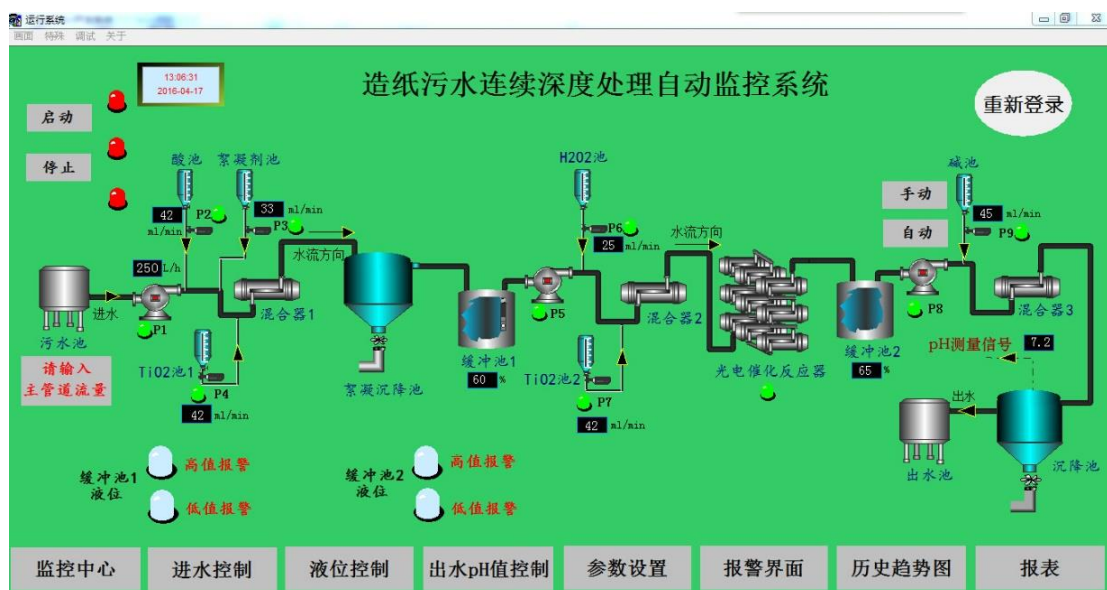 运行系统
画面 特殊 调试 关于
13:06:31
2016-04-17
造纸污水连续深度处理自动监控系统
重新登录
启动
停止
手动
自动
酸池
絮凝剂池
H2O2池
碱池
42
ml/min
P2
33
ml/min
P3
水流方向
P6
25
ml/min
水流方向
45
ml/min
P9
250
L/h
进水
P1
污水池
混合器1
P5
混合器2
P8
混合器3
请输入
主管道流量
TiO2池1
P4
42
ml/min
絮凝沉降池
缓冲池1
60
%
TiO2池2
P7
42
ml/min
光电催化反应器
缓冲池2
65
%
pH测量信号
7.2
出水
出水池
沉降池
缓冲池1
液位
高值报警
低值报警
缓冲池2
液位
高值报警
低值报警
监控中心
进水控制
液位控制
出水pH值控制
参数设置
报警界面
历史趋势图
报表